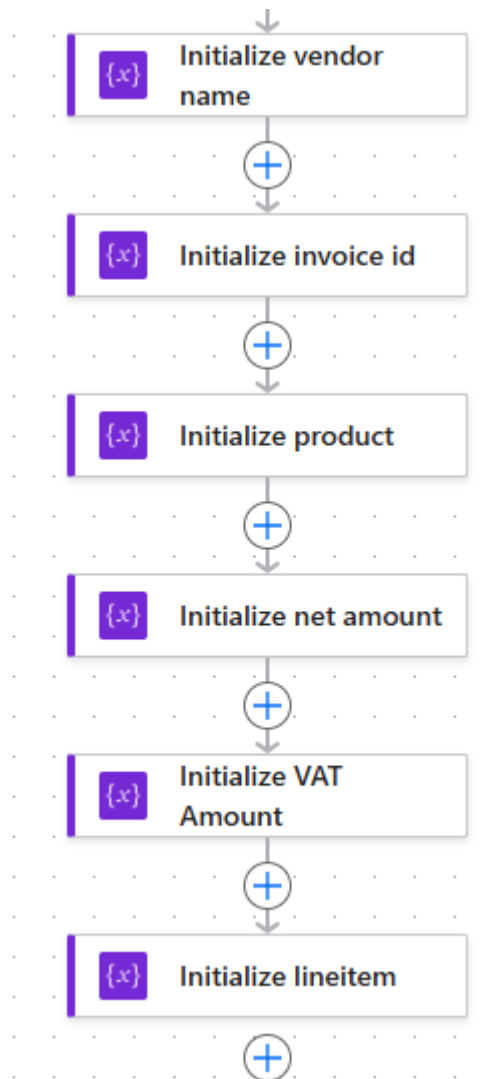 {x} Initialize vendor
name
{x} Initialize invoice id
{x} Initialize product
{x} Initialize net amount
{x} Initialize VAT
Amount
{x} Initialize lineitem